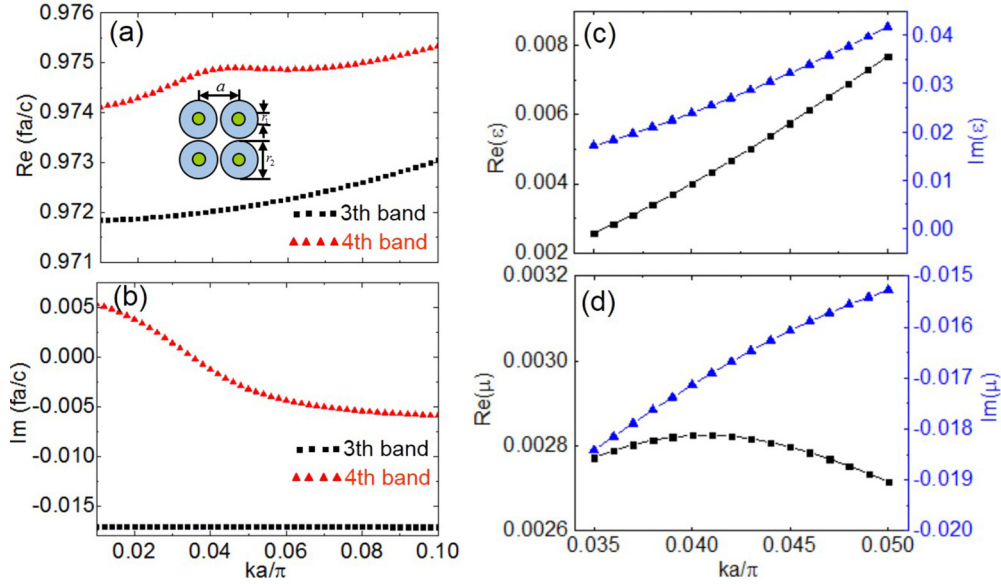 (a)
0.976
0.975
0.974
0.973
0.972
0.971
Re (fa/c)
a
r₁
r₂
3th band
4th band
(b)
0.005
0.000
-0.005
-0.010
-0.015
Im (fa/c)
3th band
4th band
0.02 0.04 0.06 0.08 0.10
ka/π
(c)
0.008
0.006
0.004
0.002
Re(ε)
0.04
0.03
0.02
0.01
0.00
Im(ε)
(d)
0.0032
0.0030
0.0028
0.0026
Re(μ)
-0.015
-0.016
-0.017
-0.018
-0.019
-0.020
Im(μ)
0.035 0.040 0.045 0.050
ka/π